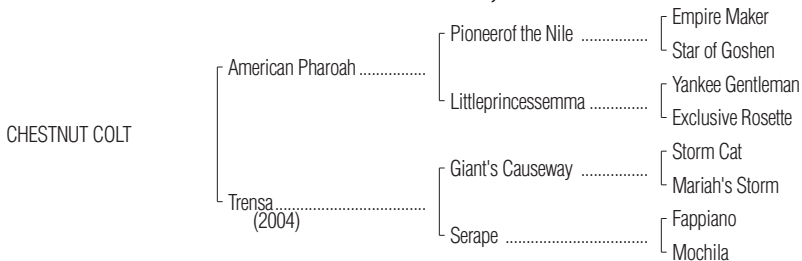 Empire Maker
Pioneerof the Nile ................
Star of Goshen
American Pharoah ................
Yankee Gentleman
Littleprincessemma ..............
Exclusive Rosette
CHESTNUT COLT
Storm Cat
Giant's Causeway ................
Mariah's Storm
Trensa....................................
(2004)
Fappiano
Serape ..................................
Mochila